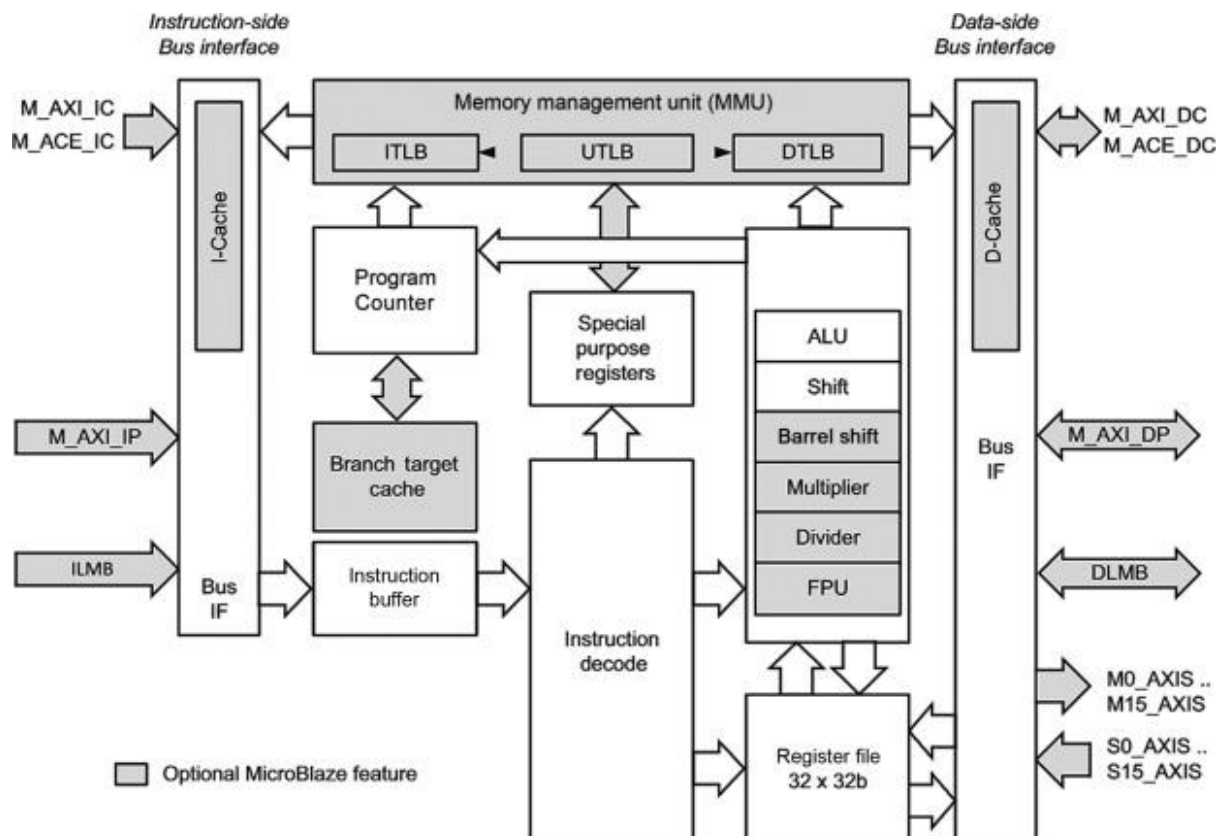 Instruction-side
Bus interface
Data-side
Bus interface
M_AXI_IC
M_ACE_IC
I-Cache
Memory management unit (MMU)
ITLB
UTLB
DTLB
D-Cache
M_AXI_DC
M_ACE_DC
Program
Counter
Special
purpose
registers
ALU
Shift
Barrel shift
Multiplier
Divider
FPU
M_AXI_IP
Branch target
cache
Bus
IF
M_AXI_DP
ILMB
Bus
IF
Instruction
buffer
Instruction
decode
DLMB
M0_AXIS ..
M15_AXIS
Register file
32 x 32b
S0_AXIS ..
S15_AXIS
Optional MicroBlaze feature